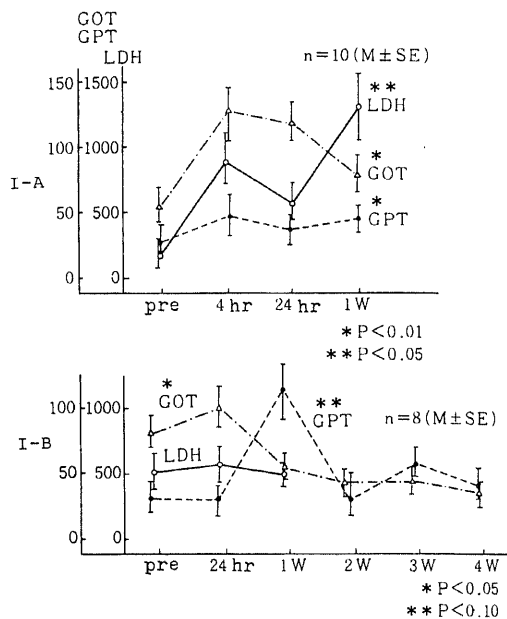 GOT
GPT
LDH
n=10(M±SE)
150 1500
**
LDH
100 1000
*
GOT
I-A
50 500
*
GPT
0 0
pre 4hr 24hr 1W
*P<0.01
**P<0.05
*
GOT
**
GPT
100 1000
n=8(M±SE)
I-B
LDH
50 500
0 0
pre 24hr 1W 2W 3W 4W
*P<0.05
**P<0.10